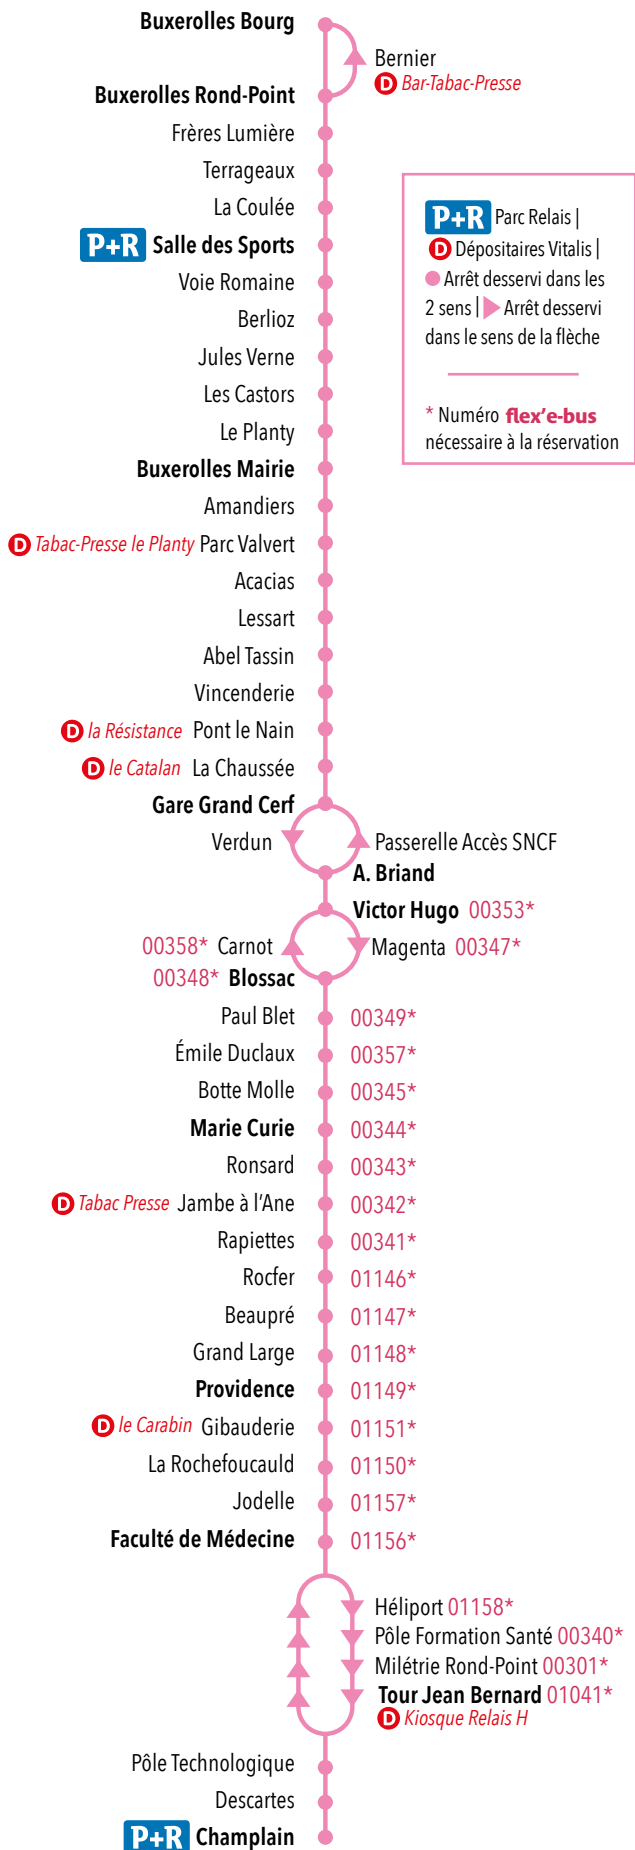 Buxerolles Bourg
Bernier
D Bar-Tabac-Presse
Buxerolles Rond-Point
Frères Lumière
Terrageaux
La Coulée
P+R Salle des Sports
Voie Romaine
Berlioz
Jules Verne
Les Castors
Le Planty
Buxerolles Mairie
Amandiers
D Tabac-Presse le Planty Parc Valvert
Acacias
Lessart
Abel Tassin
Vincenderie
D la Résistance Pont le Nain
D le Catalan La Chaussée
Gare Grand Cerf
Verdun
Passerelle Accès SNCF
A. Briand
Victor Hugo 00353*
00358* Carnot
Magenta 00347*
00348* Blossac
Paul Blet 00349*
Émile Duclaux 00357*
Botte Molle 00345*
Marie Curie 00344*
Ronsard 00343*
D Tabac Presse Jambe à l'Ane 00342*
Rapiettes 00341*
Rocfer 01146*
Beaupré 01147*
Grand Large 01148*
Providence 01149*
D le Carabin Gibauderie 01151*
La Rochefoucauld 01150*
Jodelle 01157*
Faculté de Médecine 01156*
Héliport 01158*
Pôle Formation Santé 00340*
Milétrie Rond-Point 00301*
Tour Jean Bernard 01041*
D Kiosque Relais H
Pôle Technologique
Descartes
P+R Champlain
P+R Parc Relais |
D Dépositaires Vitalis |
Arrêt desservi dans les
2 sens | Arrêt desservi
dans le sens de la flèche
* Numéro flex'e-bus
nécessaire à la réservation